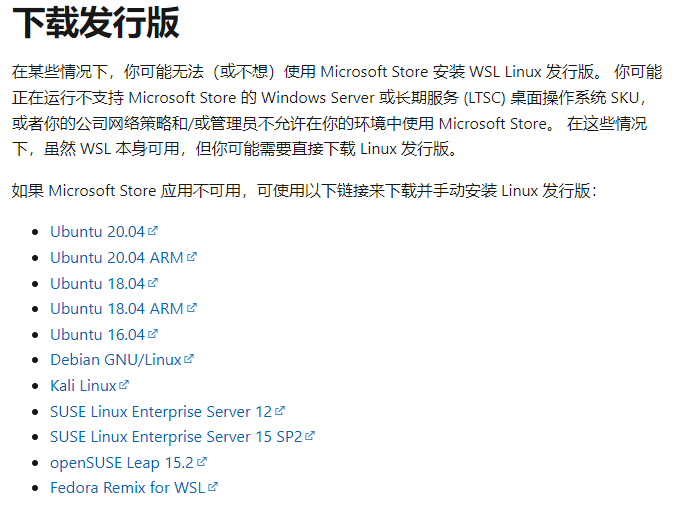 下载发行版
在某些情况下，你可能无法（或不想）使用 Microsoft Store 安装 WSL Linux 发行版。 你可能
正在运行不支持 Microsoft Store 的 Windows Server 或长期服务 (LTSC) 桌面操作系统 SKU，
或者你的公司网络策略和/或管理员不允许在你的环境中使用 Microsoft Store。 在这些情况
下，虽然 WSL 本身可用，但你可能需要直接下载 Linux 发行版。
如果 Microsoft Store 应用不可用，可使用以下链接来下载并手动安装 Linux 发行版：
Ubuntu 20.04
Ubuntu 20.04 ARM
Ubuntu 18.04
Ubuntu 18.04 ARM
Ubuntu 16.04
Debian GNU/Linux
Kali Linux
SUSE Linux Enterprise Server 12
SUSE Linux Enterprise Server 15 SP2
openSUSE Leap 15.2
Fedora Remix for WSL